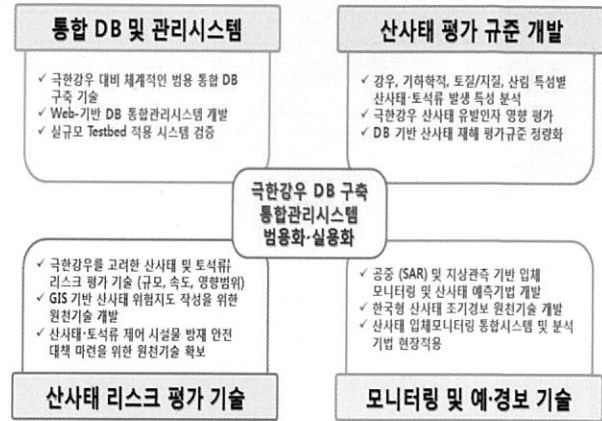 통합 DB 및 관리시스템
✓ 극한강우 대비 체계적인 범용 통합 DB
구축 기술
✓ Web-기반 DB 통합관리시스템 개발
✓ 실규모 Testbed 적용 시스템 검증
산사태 평가 규준 개발
✓ 강우, 기하학적, 토질/지질, 산림 특성별
산사태·토석류 발생 특성 분석
✓ 극한강우 산사태 유발인자 영향 평가
✓ DB 기반 산사태 재해 평가규준 정량화
극한강우 DB 구축
통합관리시스템
범용화·실용화
✓ 극한강우를 고려한 산사태 및 토석류
리스크 평가 기술 (규모, 속도, 영향범위)
✓ GIS 기반 산사태 위험지도 작성을 위한
원천기술 개발
✓ 산사태·토석류 제어 시설물 방재 안전
대책 마련을 위한 원천기술 확보
산사태 리스크 평가 기술
✓ 공중 (SAR) 및 지상관측 기반 입체
모니터링 및 산사태 예측기법 개발
✓ 한국형 산사태 조기경보 원천기술 개발
✓ 산사태 입체모니터링 통합시스템 및 분석
기법 현장적용
모니터링 및 예·경보 기술